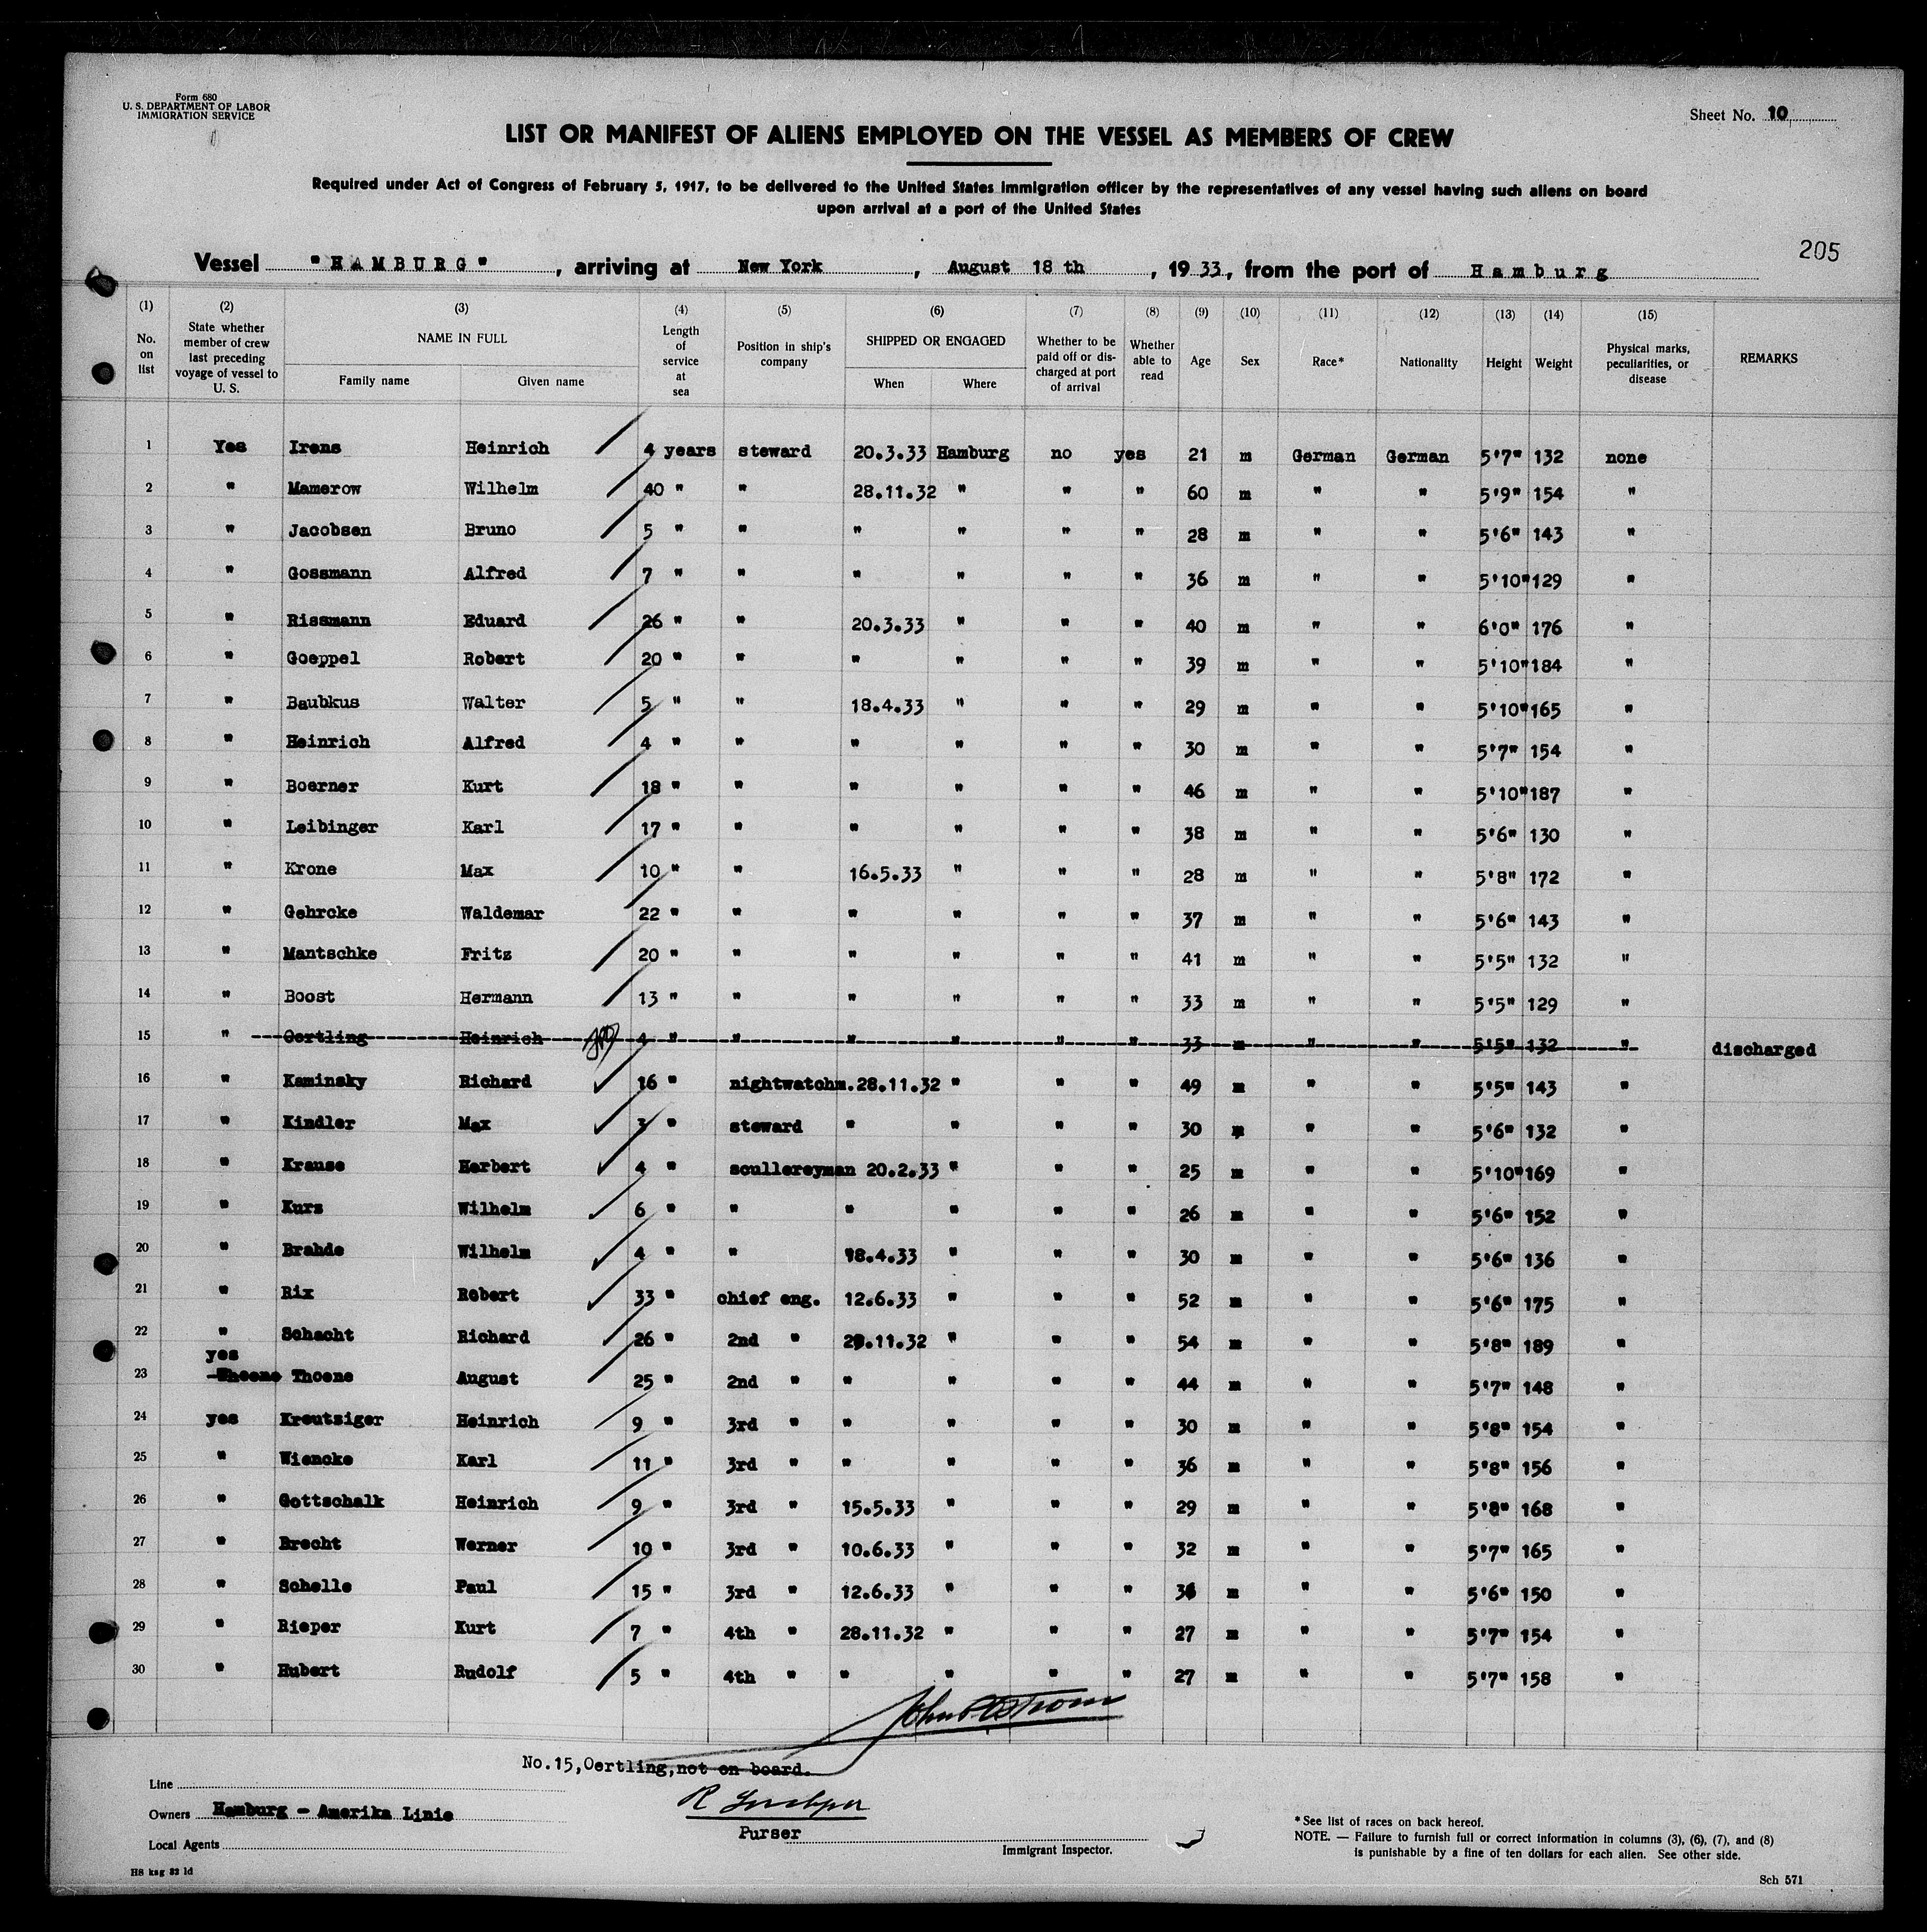 Form 680
U. S. DEPARTMENT OF LABOR
IMMIGRATION SERVICE
Sheet No. 10
LIST OR MANIFEST OF ALIENS EMPLOYED ON THE VESSEL AS MEMBERS OF CREW
Required under Act of Congress of February 5, 1917, to be delivered to the United States immigration officer by the representatives of any vessel having such aliens on board
upon arrival at a port of the United States
205
Vessel "HAMBURG", arriving at New York, August 18 th, 19 33, from the port of Hamburg
(1) (2) (3) (4) (5) (6) (7) (8) (9) (10) (11) (12) (13) (14) (15)
No. on list State whether member of crew last preceding voyage of vessel to U. S. NAME IN FULL Family name Given name Length of service at sea Position in ship's company SHIPPED OR ENGAGED When Where Whether to be paid off or discharged at port of arrival Whether able to read Age Sex Race* Nationality Height Weight Physical marks, peculiarities, or disease REMARKS
1 Yes Irens Heinrich 4 years steward 20.3.33 Hamburg no yes 21 m German German 5'7" 132 none
2 " Mamerow Wilhelm 40 " " 28.11.32 " " " 60 m " " 5'9" 154 "
3 " Jacobsen Bruno 5 " " " " " " 28 m " " 5'6" 143 "
4 " Gossmann Alfred 7 " " " " " " 36 m " " 5'10" 129 "
5 " Rissmann Eduard 26 " " 20.3.33 " " " 40 m " " 6'0" 176 "
6 " Goeppel Robert 20 " " " " " " 39 m " " 5'10" 184 "
7 " Baubkus Walter 5 " " 18.4.33 " " " 29 m " " 5'10" 165 "
8 " Heinrich Alfred 4 " " " " " " 30 m " " 5'7" 154 "
9 " Boerner Kurt 18 " " " " " " 46 m " " 5'10" 187 "
10 " Leibinger Karl 17 " " " " " " 38 m " " 5'6" 130 "
11 " Krone Max 10 " " 16.5.33 " " " 28 m " " 5'8" 172 "
12 " Gehrcke Waldemar 22 " " " " " " 37 m " " 5'6" 143 "
13 " Mantschke Fritz 20 " " " " " " 41 m " " 5'5" 132 "
14 " Boost Hermann 13 " " " " " " 33 m " " 5'5" 129 "
15 " Oertling Heinrich 4 " " " " " " 33 m " " 5'5" 132 " discharged
16 " Kaminsky Richard 16 " nightwatchm. 28.11.32 " " " 49 m " " 5'5" 143 "
17 " Kindler Max 3 " steward " " " " 30 m " " 5'6" 132 "
18 " Krause Herbert 4 " scullereyman 20.2.33 " " " 25 m " " 5'10" 169 "
19 " Kurz Wilhelm 6 " " " " " " 26 m " " 5'6" 152 "
20 " Brahde Wilhelm 4 " " 18.4.33 " " " 30 m " " 5'6" 136 "
21 " Rix Robert 33 " chief eng. 12.6.33 " " " 52 m " " 5'6" 175 "
22 " Schacht Richard 26 " 2nd " 28.11.32 " " " 54 m " " 5'8" 189 "
yes
23 Thoene August 25 " 2nd " " " " " 44 m " " 5'7" 148 "
24 yes Kreutziger Heinrich 9 " 3rd " " " " " 30 m " " 5'8" 154 "
25 " Wiencke Karl 11 " 3rd " " " " " 36 m " " 5'8" 156 "
26 " Gottschalk Heinrich 9 " 3rd " 15.5.33 " " " 29 m " " 5'8" 168 "
27 " Brecht Werner 10 " 3rd " 10.6.33 " " " 32 m " " 5'7" 165 "
28 " Schelle Paul 15 " 3rd " 12.6.33 " " " m " " 5'6" 150 "
29 " Rieper Kurt 7 " 4th " 28.11.32 " " " 27 m " " 5'7" 154 "
30 " Hubert Rudolf 5 " 4th " " " " " 27 m " " 5'7" 158 "
No.15,Oertling,not on board.
Line
Owners Hamburg - Amerika Linie
Purser
Local Agents
Immigrant Inspector.
*See list of races on back hereof.
NOTE. — Failure to furnish full or correct information in columns (3), (6), (7), and (8)
is punishable by a fine of ten dollars for each alien. See other side.
H8 ksg 32 ld
Sch 571